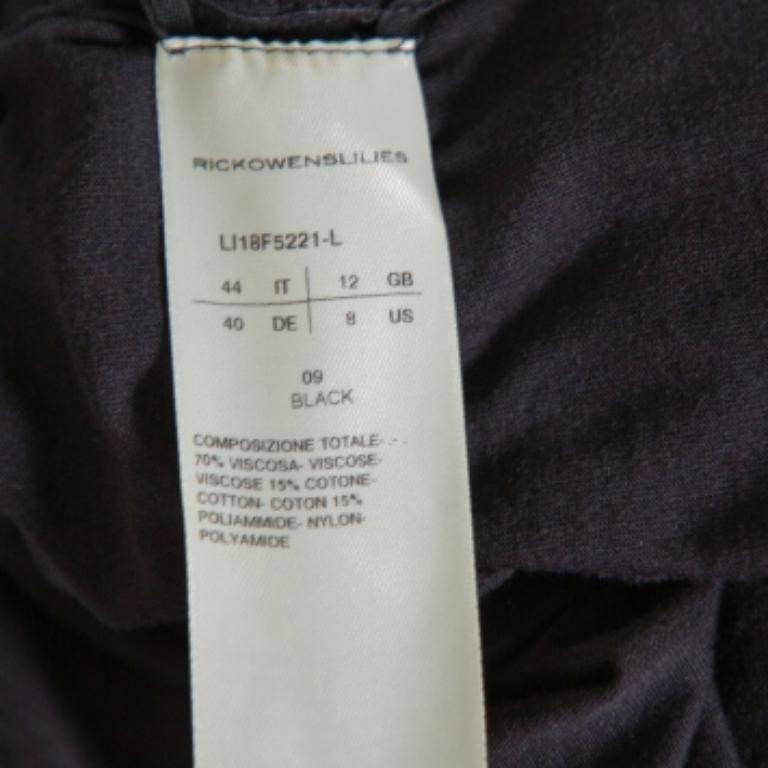 RICKOWENSLILIES
LI18F5221-L
44 IT 12 GB
40 DE 8 US
09
BLACK
COMPOSIZIONE TOTALE- .- .
70% VISCOSA- VISCOSE-
VISCOSE 15% COTONE-
COTTON- COTON 15%
POLIAMMIDE- NYLON-
POLYAMIDE